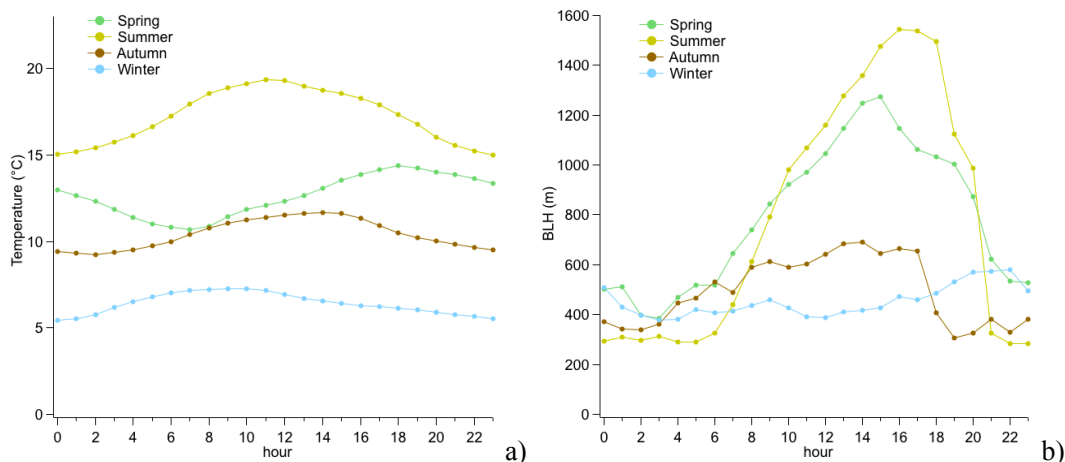 Spring
Summer
Autumn
Winter
20
15
10
5
0
Temperature (°C)
0 2 4 6 8 10 12 14 16 18 20 22
hour
a)
Spring
Summer
Autumn
Winter
1600
1400
1200
1000
800
600
400
200
0
BLH (m)
0 2 4 6 8 10 12 14 16 18 20 22
hour
b)